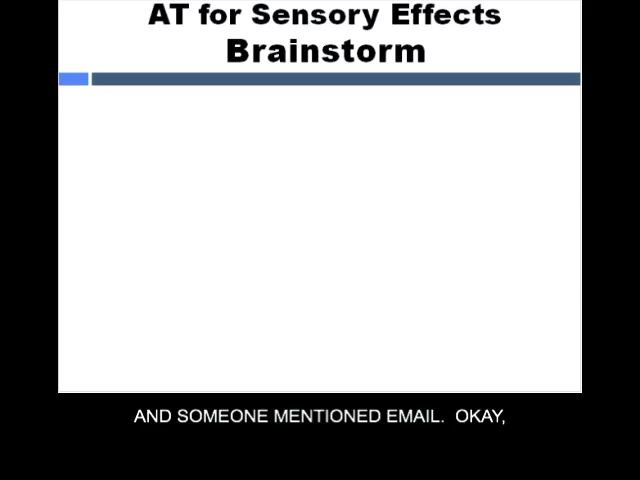 AT for Sensory Effects
Brainstorm
AND SOMEONE MENTIONED EMAIL.  OKAY,